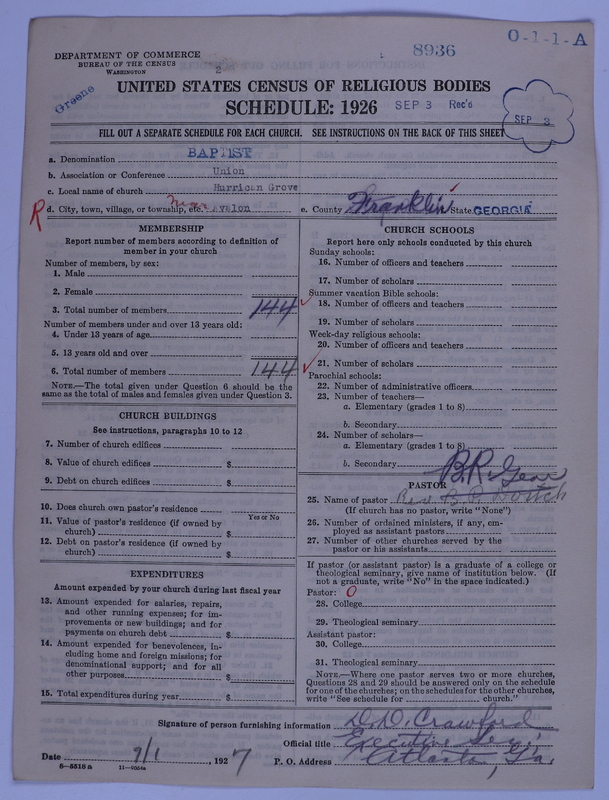 O-1-1-A
8936
DEPARTMENT OF COMMERCE
BUREAU OF THE CENSUS
WASHINGTON
Greene
UNITED STATES CENSUS OF RELIGIOUS BODIES
SCHEDULE: 1926 SEP 3 Rec'd
SEP 3
FILL OUT A SEPARATE SCHEDULE FOR EACH CHURCH. SEE INSTRUCTIONS ON THE BACK OF THIS SHEET
a. Denomination BAPTIST
b. Association or Conference Union
c. Local name of church Hurrican Grove
R d. City, town, village, or township, etc. near Avalon e. County Franklin State GEORGIA
MEMBERSHIP
Report number of members according to definition of
member in your church
Number of members, by sex:
1. Male
2. Female
3. Total number of members 144
Number of members under and over 13 years old:
4. Under 13 years of age
5. 13 years old and over
6. Total number of members 144
NOTE.—The total given under Question 6 should be the
same as the total of males and females given under Question 3.
CHURCH BUILDINGS
See instructions, paragraphs 10 to 12
7. Number of church edifices
8. Value of church edifices $
9. Debt on church edifices $
10. Does church own pastor's residence
Yes or No
11. Value of pastor's residence (if owned by
church) $
12. Debt on pastor's residence (if owned by
church) $
EXPENDITURES
Amount expended by your church during last fiscal year
13. Amount expended for salaries, repairs,
and other running expenses; for im-
provements or new buildings; and for
payments on church debt $
14. Amount expended for benevolences, in-
cluding home and foreign missions; for
denominational support; and for all
other purposes $
15. Total expenditures during year $
CHURCH SCHOOLS
Report here only schools conducted by this church
Sunday schools:
16. Number of officers and teachers
17. Number of scholars
Summer vacation Bible schools:
18. Number of officers and teachers
19. Number of scholars
Week-day religious schools:
20. Number of officers and teachers
21. Number of scholars
Parochial schools:
22. Number of administrative officers
23. Number of teachers—
a. Elementary (grades 1 to 8)
b. Secondary
24. Number of scholars—
a. Elementary (grades 1 to 8)
b. Secondary
PASTOR
25. Name of pastor Rev. B. P.
(If church has no pastor, write "None")
26. Number of ordained ministers, if any, em-
ployed as assistant pastors
27. Number of other churches served by the
pastor or his assistants
If pastor (or assistant pastor) is a graduate of a college or
theological seminary, give name of institution below. (If
not a graduate, write "No" in the space indicated.)
Pastor: O
28. College
29. Theological seminary
Assistant pastor:
30. College
31. Theological seminary
NOTE.—Where one pastor serves two or more churches,
Questions 28 and 29 should be answered only on the schedule
for one of the churches; on the schedules for the other churches,
write "See schedule for church."
Signature of person furnishing information D. W. Crawford
Official title Executive Sec.
Date 9/1, 1927 P. O. Address Atlanta, Ga.
8-5518 a